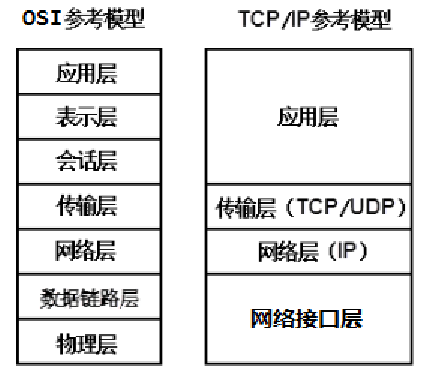 OSI参考模型
应用层
表示层
会话层
传输层
网络层
数据链路层
物理层
TCP/IP参考模型
应用层
传输层（TCP/UDP）
网络层（IP）
网络接口层